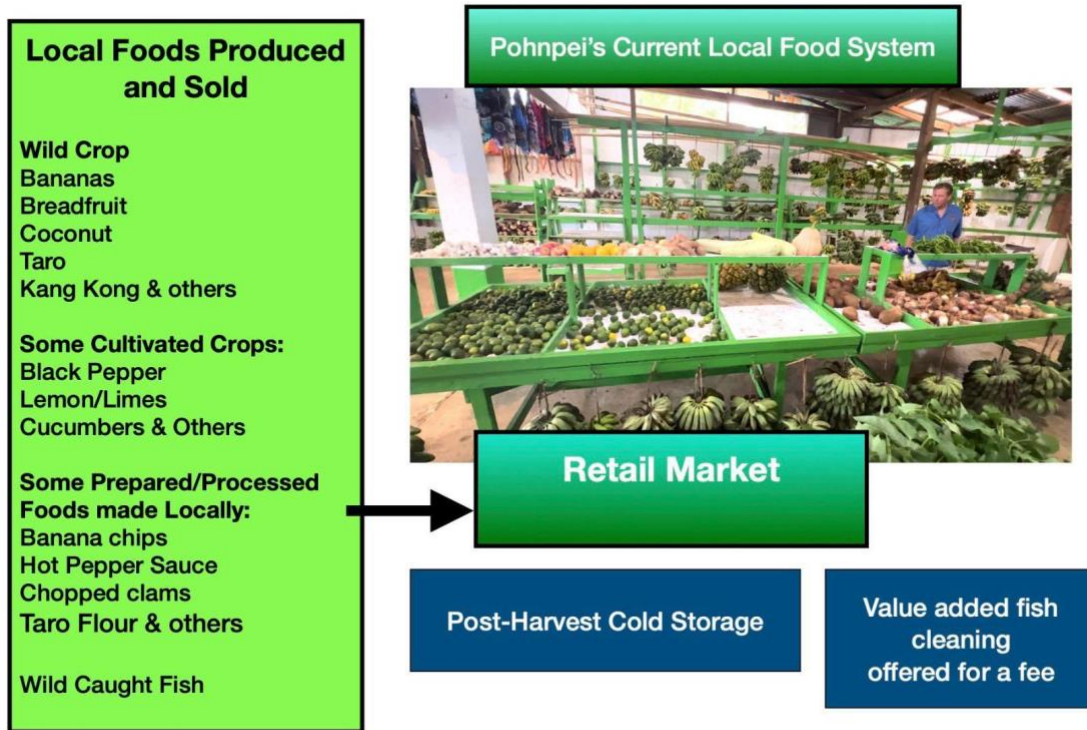 Local Foods Produced
and Sold
Wild Crop
Bananas
Breadfruit
Coconut
Taro
Kang Kong & others
Some Cultivated Crops:
Black Pepper
Lemon/Limes
Cucumbers & Others
Some Prepared/Processed
Foods made Locally:
Banana chips
Hot Pepper Sauce
Chopped clams
Taro Flour & others
Wild Caught Fish
Pohnpei's Current Local Food System
Retail Market
Post-Harvest Cold Storage
Value added fish
cleaning
offered for a fee